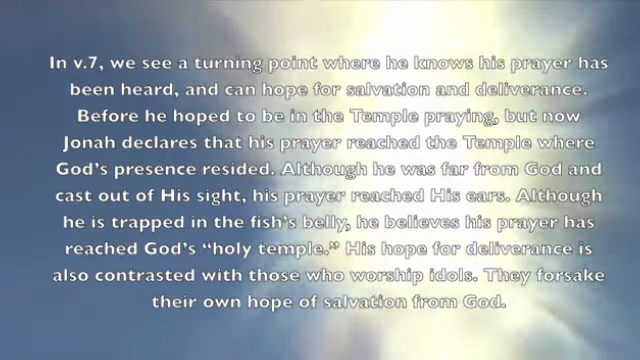 In v.7, we see a turning point where he knows his prayer has
been heard, and can hope for salvation and deliverance.
Before he hoped to be in the Temple praying, but now
Jonah declares that his prayer reached the Temple where
God's presence resided. Although he was far from God and
cast out of His sight, his prayer reached His ears. Although
he is trapped in the fish's belly, he believes his prayer has
reached God's “holy temple.” His hope for deliverance is
also contrasted with those who worship idols. They forsake
their own hope of salvation from God.